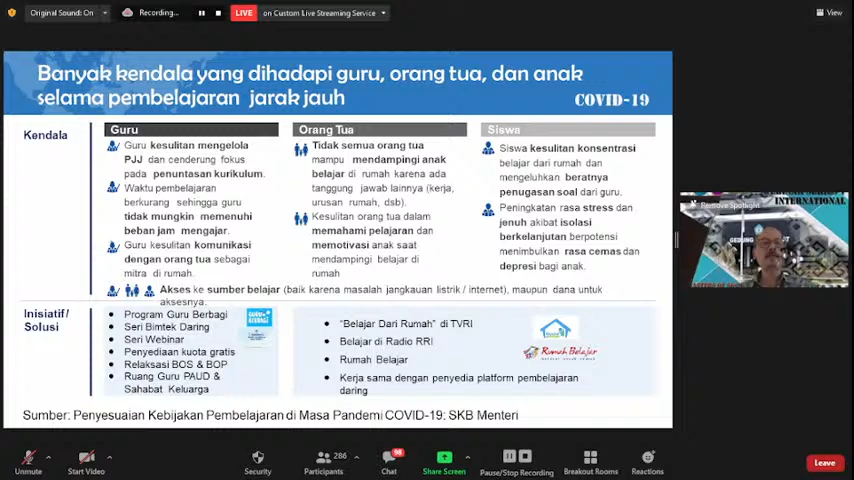 Original Sound: On
Recording...
LIVE
on Custom Live Streaming Service
View
Banyak kendala yang dihadapi guru, orang tua, dan anak
selama pembelajaran jarak jauh
COVID-19
Kendala
Guru
Guru kesulitan mengelola
PJJ dan cenderung fokus
pada penuntasan kurikulum.
Waktu pembelajaran
berkurang sehingga guru
tidak mungkin memenuhi
beban jam mengajar.
Guru kesulitan komunikasi
dengan orang tua sebagai
mitra di rumah.
Orang Tua
Tidak semua orang tua
mampu mendampingi anak
belajar di rumah karena ada
tanggung jawab lainnya (kerja,
urusan rumah, dsb).
Kesulitan orang tua dalam
memahami pelajaran dan
memotivasi anak saat
mendampingi belajar di
rumah
Siswa
Siswa kesulitan konsentrasi
belajar dari rumah dan
mengeluhkan beratnya
penugasan soal dari guru.
Peningkatan rasa stress dan
jenuh akibat isolasi
berkelanjutan berpotensi
menimbulkan rasa cemas dan
depresi bagi anak.
Akses ke sumber belajar (baik karena masalah jangkauan listrik / internet), maupun dana untuk
aksesnya.
Inisiatif/
Solusi
Program Guru Berbagi
Seri Bimtek Daring
Seri Webinar
Penyediaan kuota gratis
Relaksasi BOS & BOP
Ruang Guru PAUD &
Sahabat Keluarga
GURU
BERBAGI
"Belajar Dari Rumah" di TVRI
Belajar di Radio RRI
Rumah Belajar
Kerja sama dengan penyedia platform pembelajaran
daring
Rumah Belajar
Sumber: Penyesuaian Kebijakan Pembelajaran di Masa Pandemi COVID-19: SKB Menteri
Remove Spotlight
INTERNATIONAL
GEDUNG
Unmute
Start Video
Security
286
Participants
98
Chat
Share Screen
Pause/Stop Recording
Breakout Rooms
Reactions
Leave